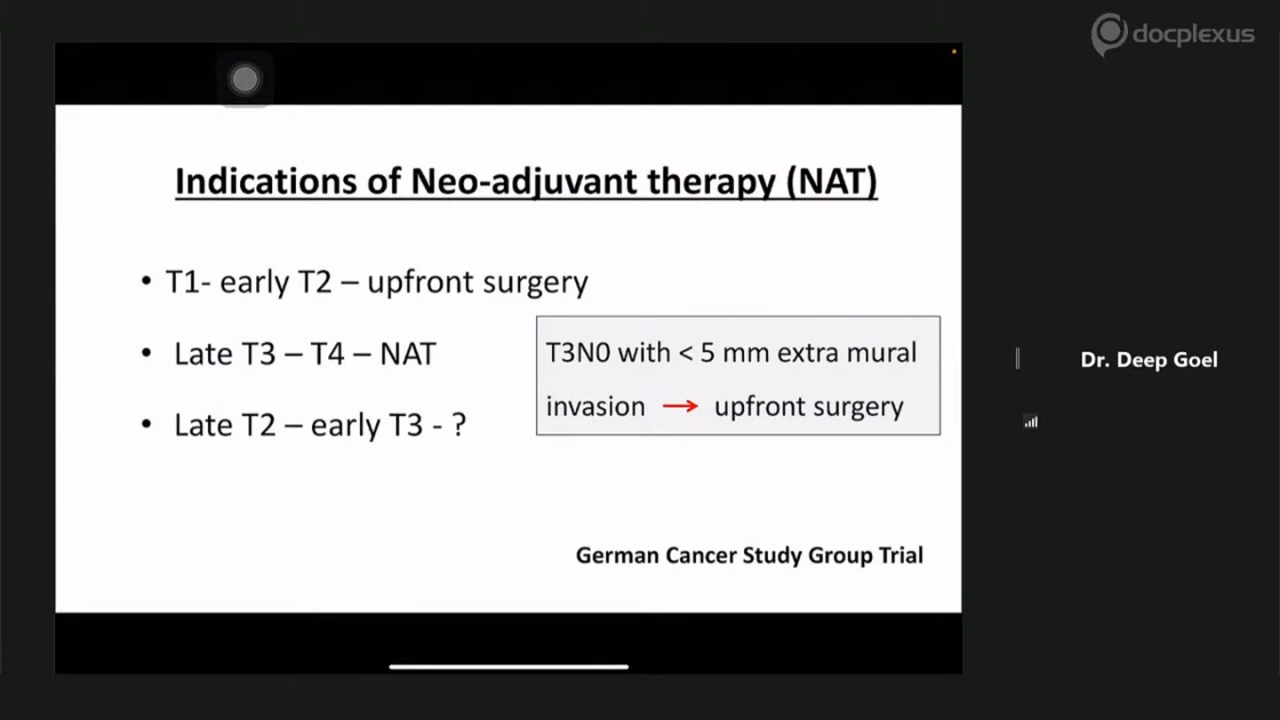 docplexus
Indications of Neo-adjuvant therapy (NAT)
• T1- early T2 – upfront surgery
• Late T3 – T4 – NAT
• Late T2 – early T3 - ?
T3N0 with < 5 mm extra mural
invasion → upfront surgery
German Cancer Study Group Trial
Dr. Deep Goel